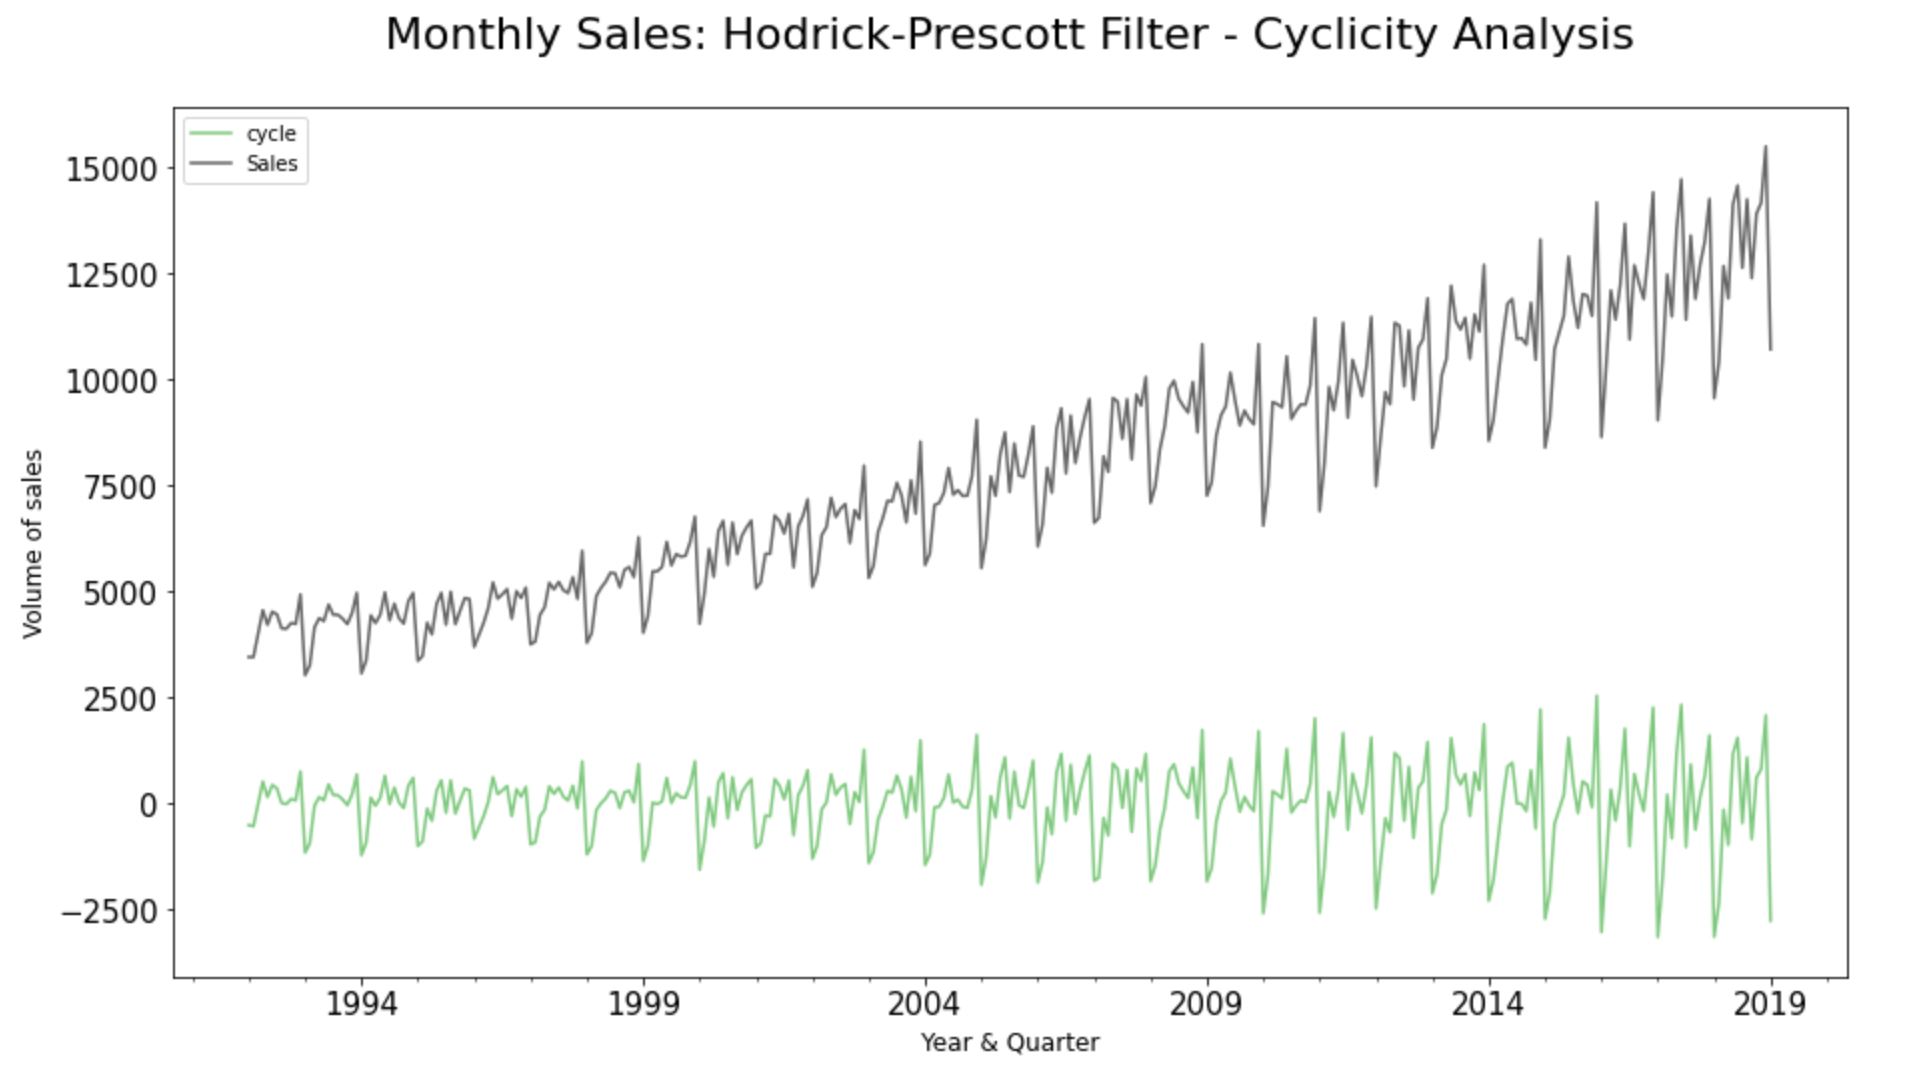 Monthly Sales: Hodrick-Prescott Filter - Cyclicity Analysis
cycle
Sales
15000
12500
10000
7500
5000
2500
0
−2500
Volume of sales
1994 1999 2004 2009 2014 2019
Year & Quarter